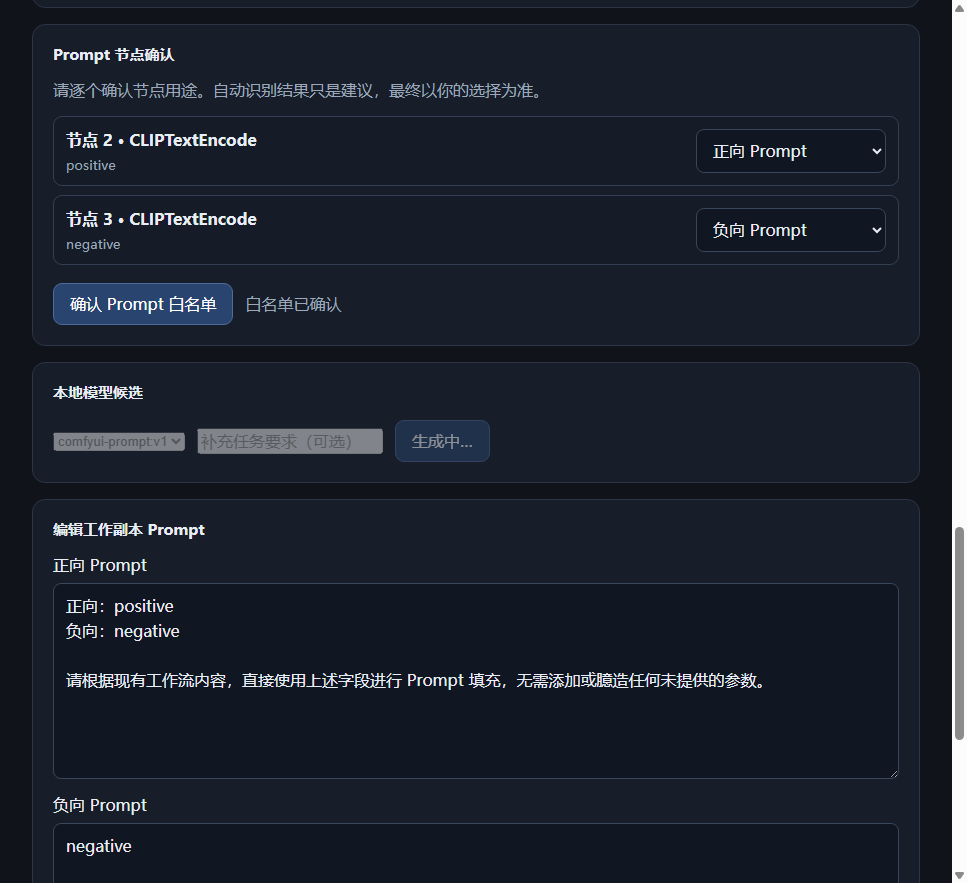 Prompt 节点确认
请逐个确认节点用途。自动识别结果只是建议，最终以你的选择为准。
节点 2 • CLIPTextEncode
正向 Prompt
positive
节点 3 • CLIPTextEncode
负向 Prompt
negative
确认 Prompt 白名单 白名单已确认
本地模型候选
comfyui-prompt:v1 补充任务要求（可选） 生成中...
编辑工作副本 Prompt
正向 Prompt
正向：positive
负向：negative
请根据现有工作流内容，直接使用上述字段进行 Prompt 填充，无需添加或臆造任何未提供的参数。
负向 Prompt
negative